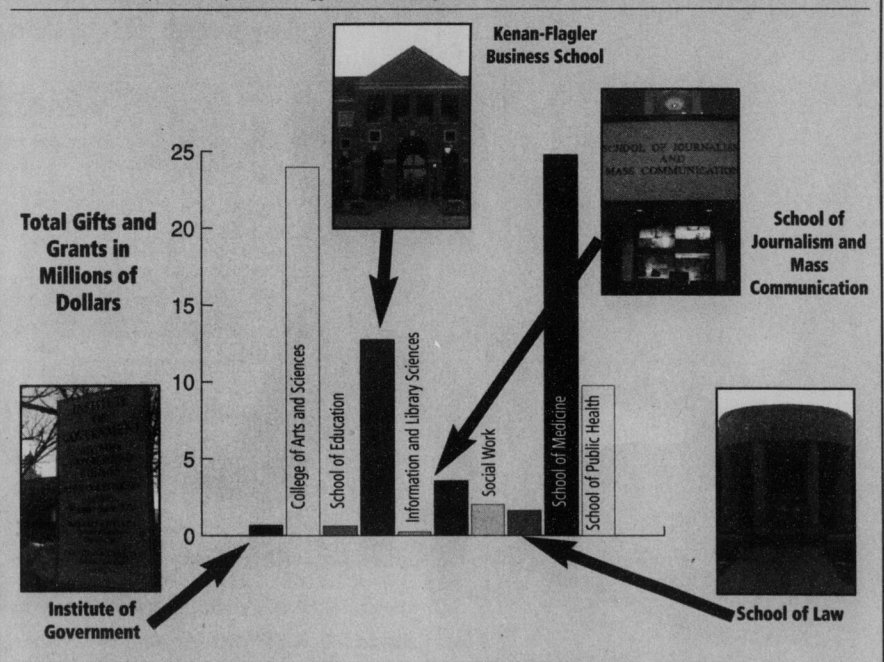 Kenan-Flagler
Business School
SCHOOL OF JOURNALISM
AND
MASS COMMUNICATION
School of
Journalism and
Mass
Communication
Total Gifts and
Grants in
Millions of
Dollars
25
20
15
10
5
0
College of Arts and Sciences
School of Education
Information and Library Sciences
Social Work
School of Medicine
School of Public Health
INSTITUTE
OF
GOVERNMENT
Institute of
Government
School of Law